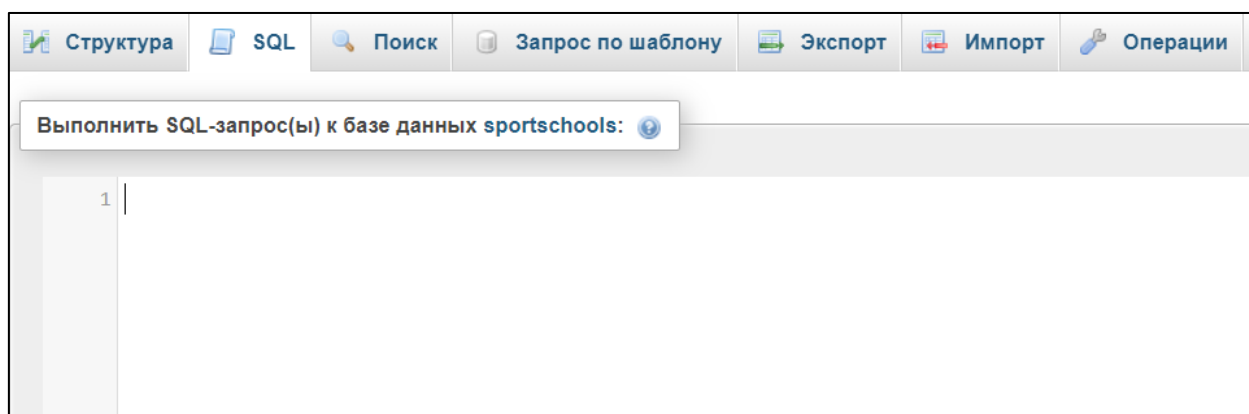 Структура SQL Поиск Запрос по шаблону Экспорт Импорт Операции
Выполнить SQL-запрос(ы) к базе данных sportschools:
1